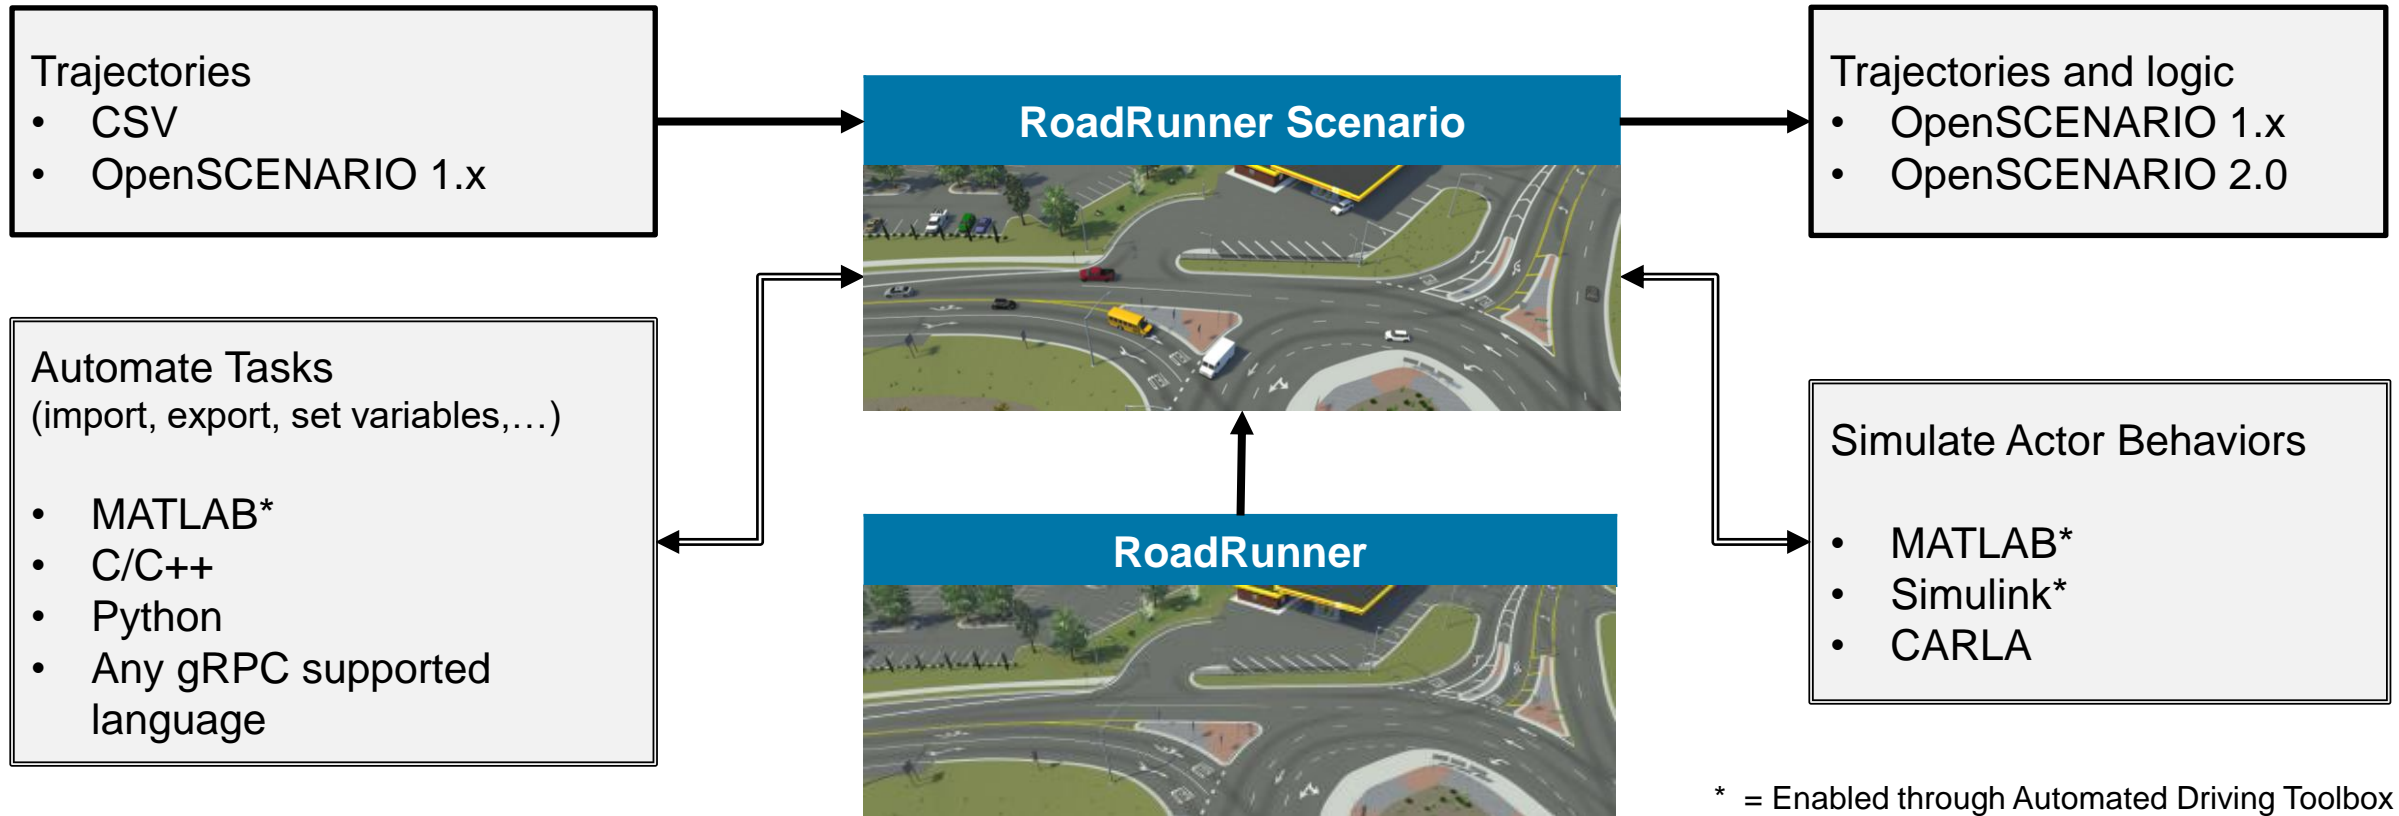 Trajectories
• CSV
• OpenSCENARIO 1.x
RoadRunner Scenario
Trajectories and logic
• OpenSCENARIO 1.x
• OpenSCENARIO 2.0
Automate Tasks
(import, export, set variables,…)
• MATLAB*
• C/C++
• Python
• Any gRPC supported
language
RoadRunner
Simulate Actor Behaviors
• MATLAB*
• Simulink*
• CARLA
* = Enabled through Automated Driving Toolbox